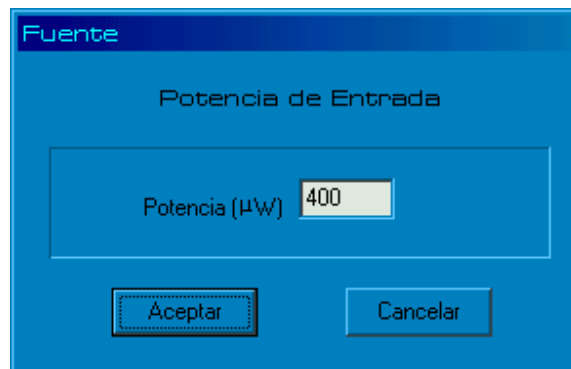 Fuente
Potencia de Entrada
Potencia (µW) 400
Aceptar Cancelar